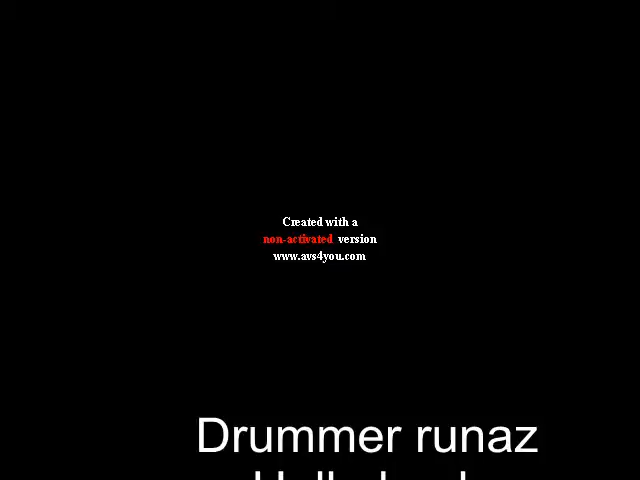 Created with a
non-activated version
www.avs4you.com
Drummer runaz